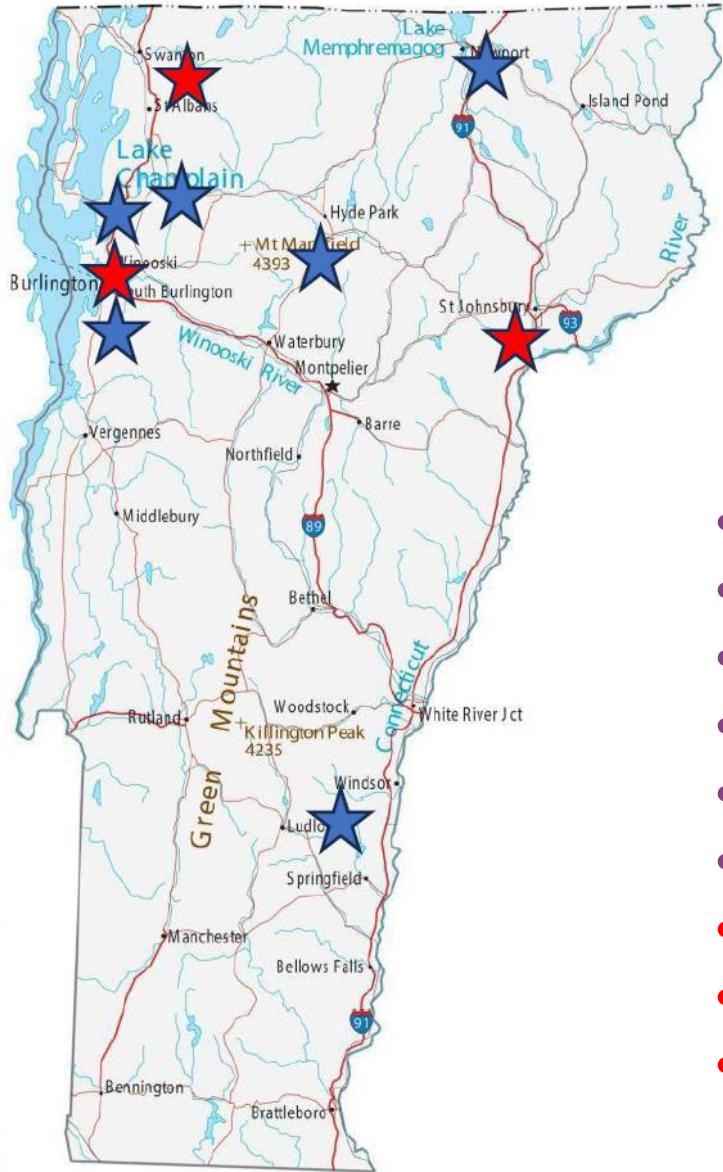 Lake
Memphremagog
Newport
Swanton
Island Pond
91
St Albans
Lake
Champlain
Hyde Park
Mt Mansfield
4393
River
Winooski
Burlington
South Burlington
St Johnsbury
93
Waterbury
Winooski River
Montpelier
Barre
Vergennes
Northfield
Middlebury
89
Bethel
Green Mountains
Connecticut
Woodstock
White River Jct
Rutland
Killington Peak
4235
Windsor
Ludlow
Springfield
Manchester
Bellows Falls
91
Bennington
Brattleboro